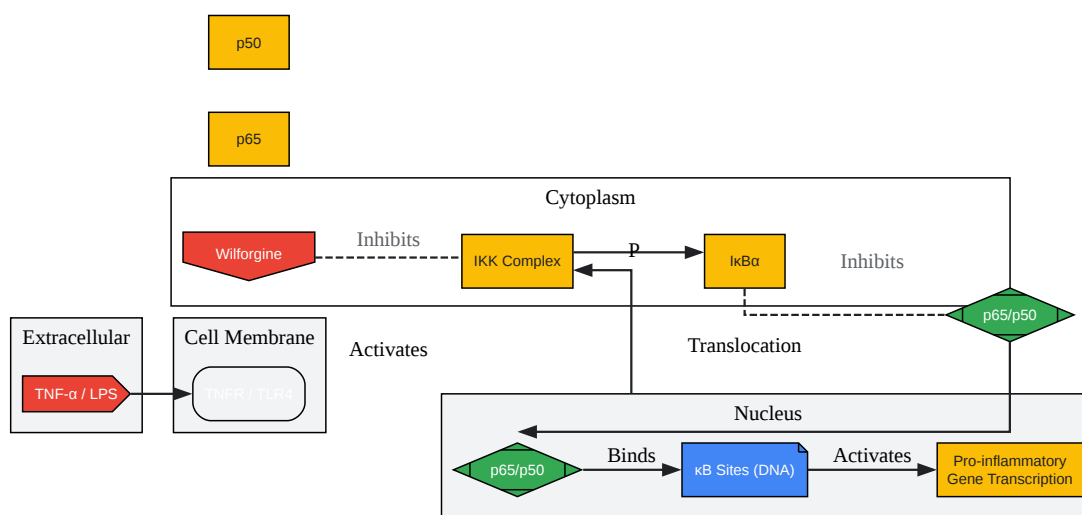 p50
p65
Cytoplasm
Wilforgine
Inhibits
IKK Complex
P
IκBα
Inhibits
p65/p50
Extracellular
TNF-α / LPS
Cell Membrane
TNFR / TLR4
Activates
Translocation
Nucleus
p65/p50
Binds
κB Sites (DNA)
Activates
Pro-inflammatory
Gene Transcription